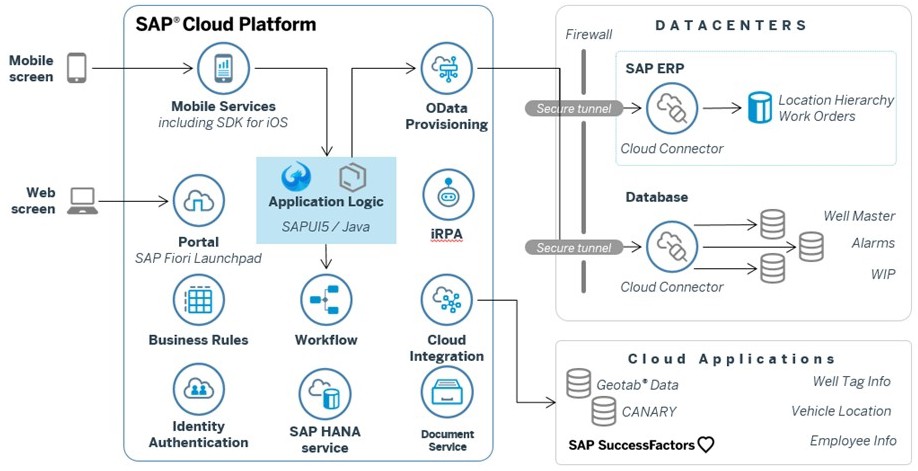 SAP® Cloud Platform
Mobile
screen
Web
screen
Mobile Services
including SDK for iOS
OData
Provisioning
Application Logic
SAPUI5 / Java
iRPA
Portal
SAP Fiori Launchpad
Business Rules
Workflow
Cloud
Integration
Identity
Authentication
SAP HANA
service
Document
Service
DATACENTERS
Firewall
SAP ERP
Secure tunnel
Cloud Connector
Location Hierarchy
Work Orders
Database
Secure tunnel
Cloud Connector
Well Master
Alarms
WIP
Cloud Applications
Geotab® Data
CANARY
SAP SuccessFactors
Well Tag Info
Vehicle Location
Employee Info